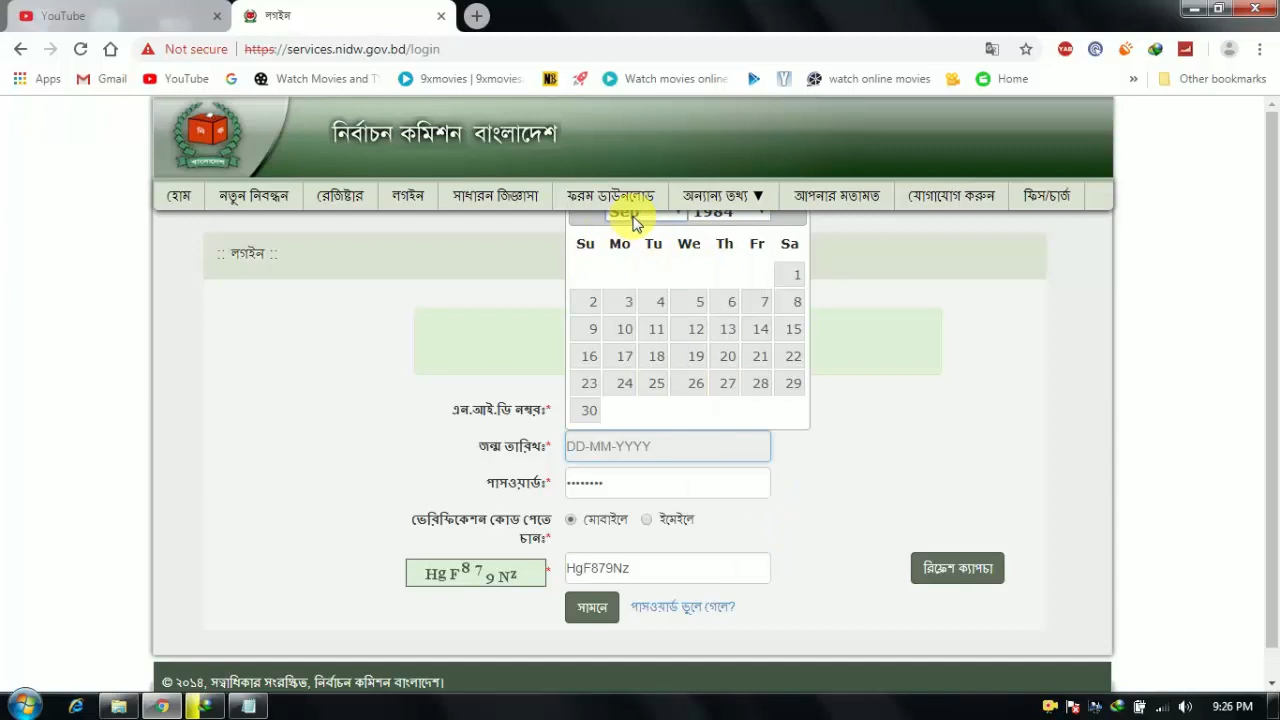 YouTube
লগইন
Not secure
https://services.nidw.gov.bd/login
Apps
Gmail
YouTube
Watch Movies and T
9xmovies | 9xmovies
Watch movies online
watch online movies
Home
»
Other bookmarks
নির্বাচন কমিশন বাংলাদেশ
বাংলাদেশ
হোম
নতুন নিবন্ধন
রেজিষ্টার
লগইন
সাধারন জিজ্ঞাসা
ফরম ডাউনলোড
অন্যান্য তথ্য ▼
আপনার মতামত
যোগাযোগ করুন
ফিস/চার্জ
Sep 1984
:: লগইন ::
Su Mo Tu We Th Fr Sa
1
2 3 4 5 6 7 8
9 10 11 12 13 14 15
16 17 18 19 20 21 22
23 24 25 26 27 28 29
30
এন.আই.ডি নম্বরঃ*
জন্ম তারিখঃ* DD-MM-YYYY
পাসওয়ার্ডঃ* ••••••••
ভেরিফিকেশন কোড পেতে
চানঃ*
মোবাইলে ইমেইলে
HgF879Nz * HgF879Nz রিফ্রেশ ক্যাপচা
সামনে পাসওয়ার্ড ভুলে গেলে?
© ২০১৪, সত্বাধিকার সংরক্ষিত, নির্বাচন কমিশন বাংলাদেশ।
9:26 PM